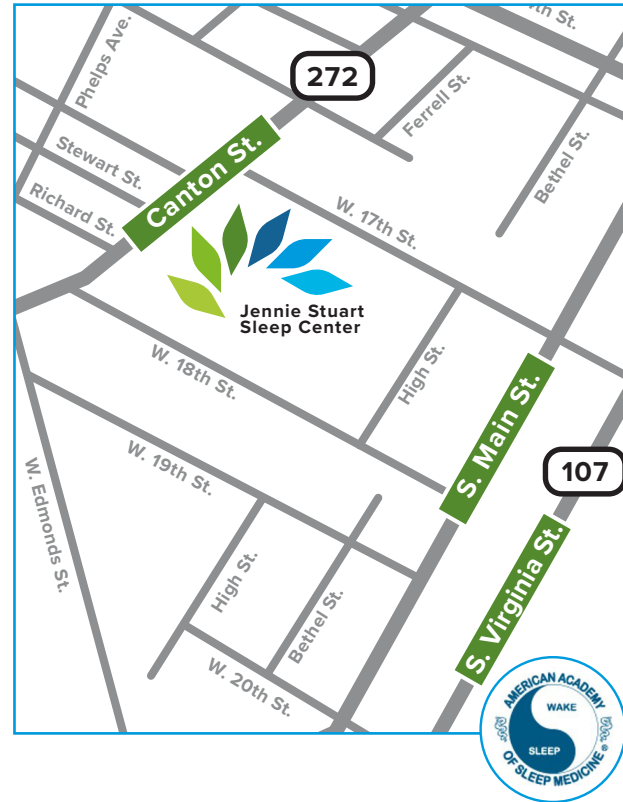 Phelps Ave.
272
Ferrell St.
Bethel St.
Stewart St.
Canton St.
Richard St.
W. 17th St.
Jennie Stuart
Sleep Center
W. 18th St.
High St.
S. Main St.
W. 19th St.
107
W. Edmonds St.
High St.
Bethel St.
S. Virginia St.
W. 20th St.
AMERICAN ACADEMY
WAKE
SLEEP
OF SLEEP MEDICINE®